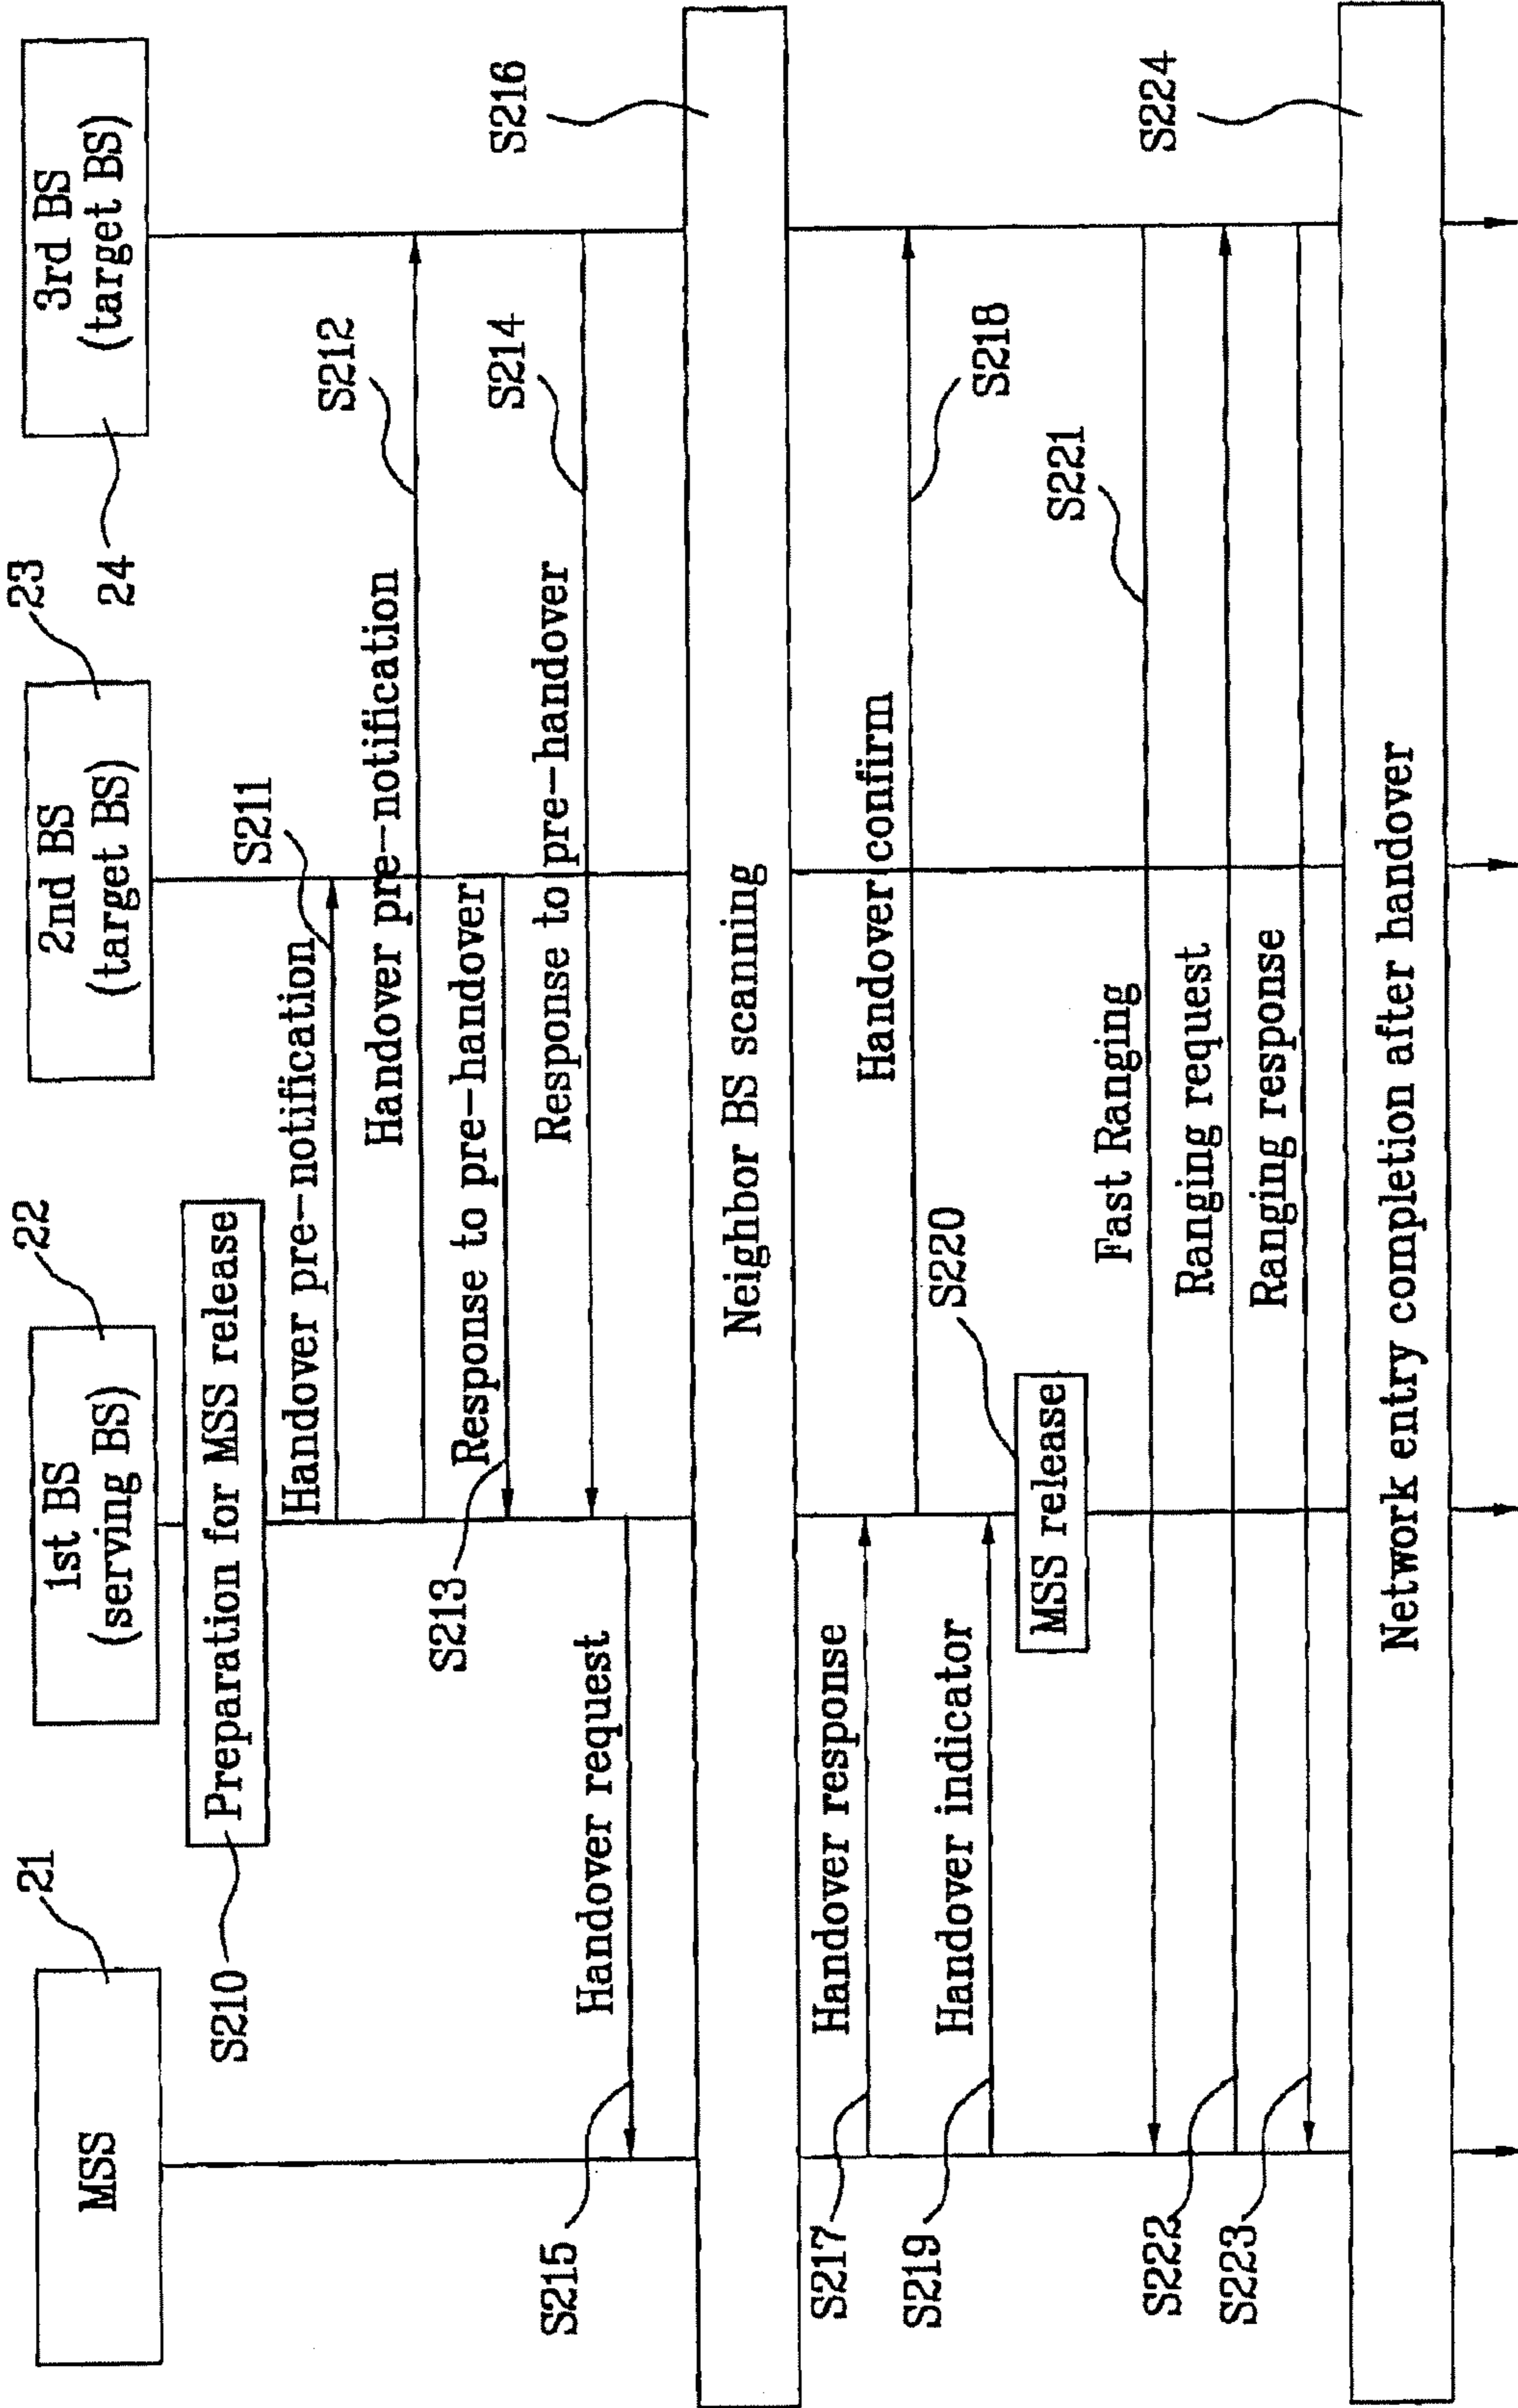 MSS
21
1st BS
(serving BS)
22
2nd BS
(target BS)
23
3rd BS
(target BS)
24
S210
Preparation for MSS release
Handover pre-notification
S211
Handover pre-notification
S212
Response to pre-handover
S213
Response to pre-handover
S214
Handover request
S215
Neighbor BS scanning
S216
Handover response
S217
Handover confirm
S218
Handover indicator
S219
MSS release
S220
Fast Ranging
S221
Ranging request
S222
Ranging response
S223
Network entry completion after handover
S224